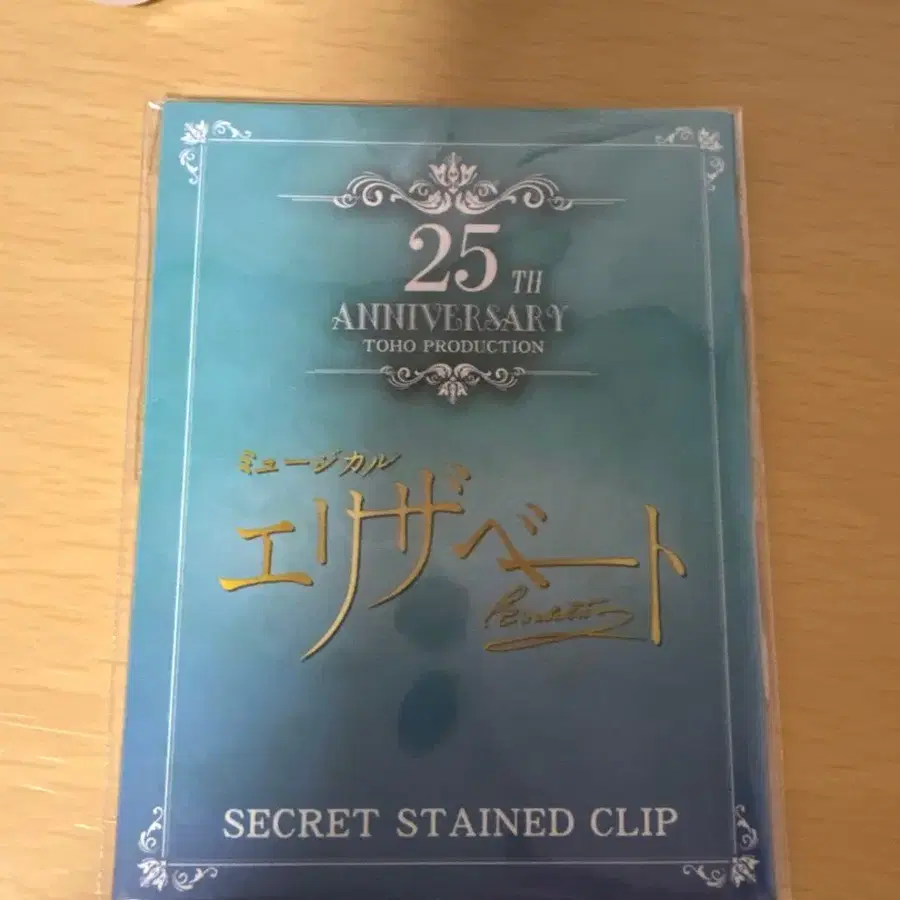 25TH
ANNIVERSARY
TOHO PRODUCTION
ミュージカル
エリザベート
SECRET STAINED CLIP